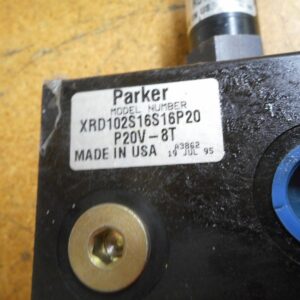 Parker
MODEL NUMBER
XRD102S16S16P20
P20V-8T
MADE IN USA
A3862
19 JUL 95